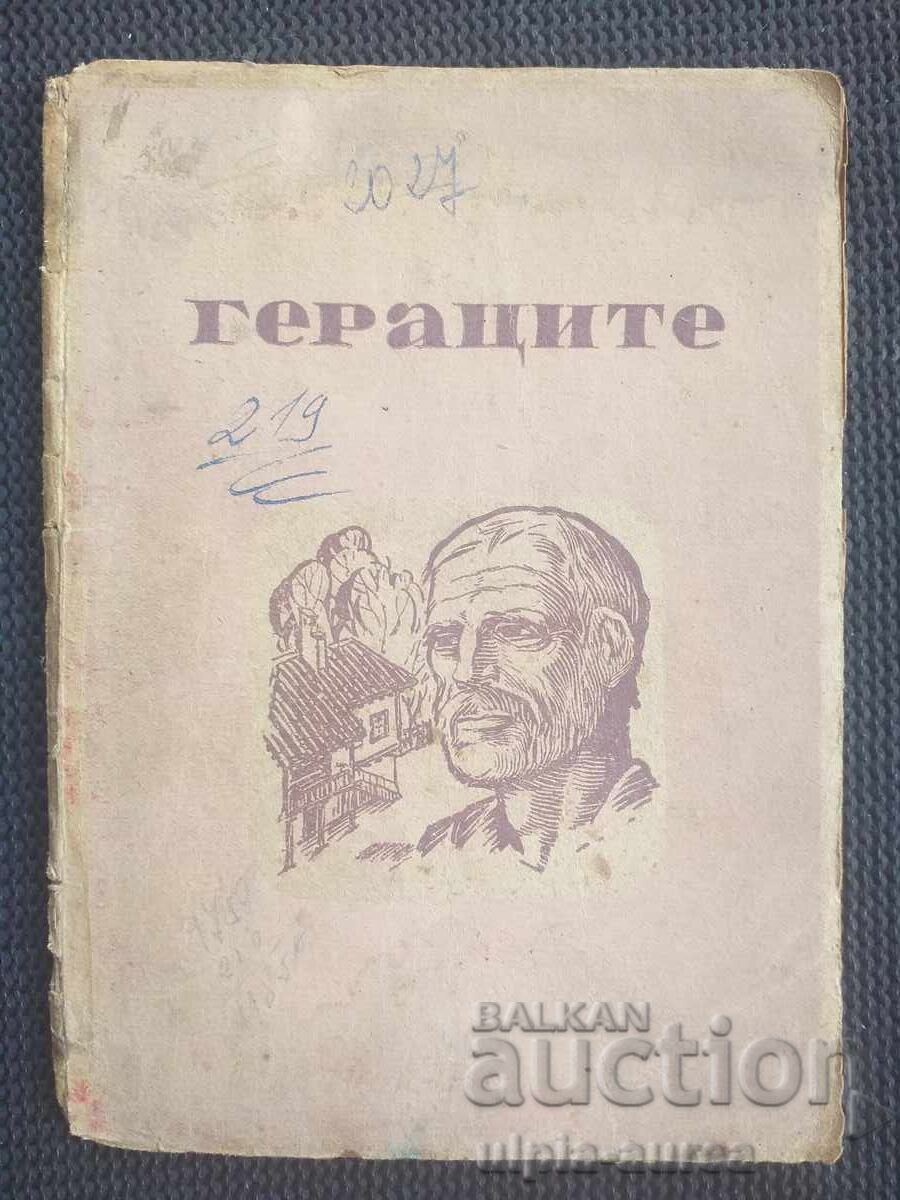 2027
гераците
219
BALKAN
auction
ulpia-aurea